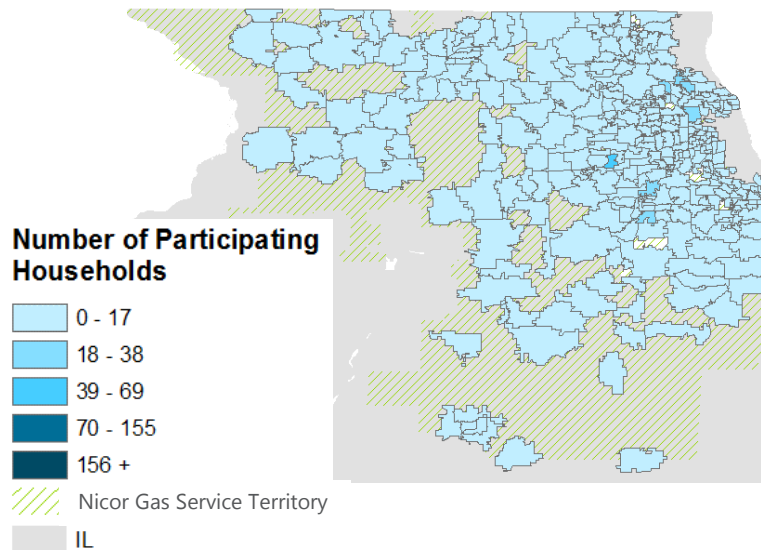 Number of Participating
Households
0 - 17
18 - 38
39 - 69
70 - 155
156 +
Nicor Gas Service Territory
IL